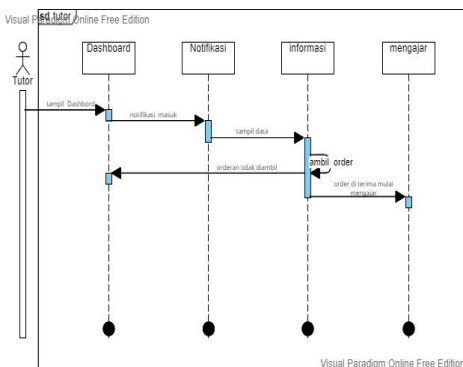 Visual Paradigm Online Free Edition
sd tutor
Dashboard
Notifikasi
informasi
mengajar
Tutor
tampil Dashbord
notifikasi masuk
tampil data
ambil order
orderan tidak diambil
order di terima mulai
mengajar
Visual Paradigm Online Free Edition